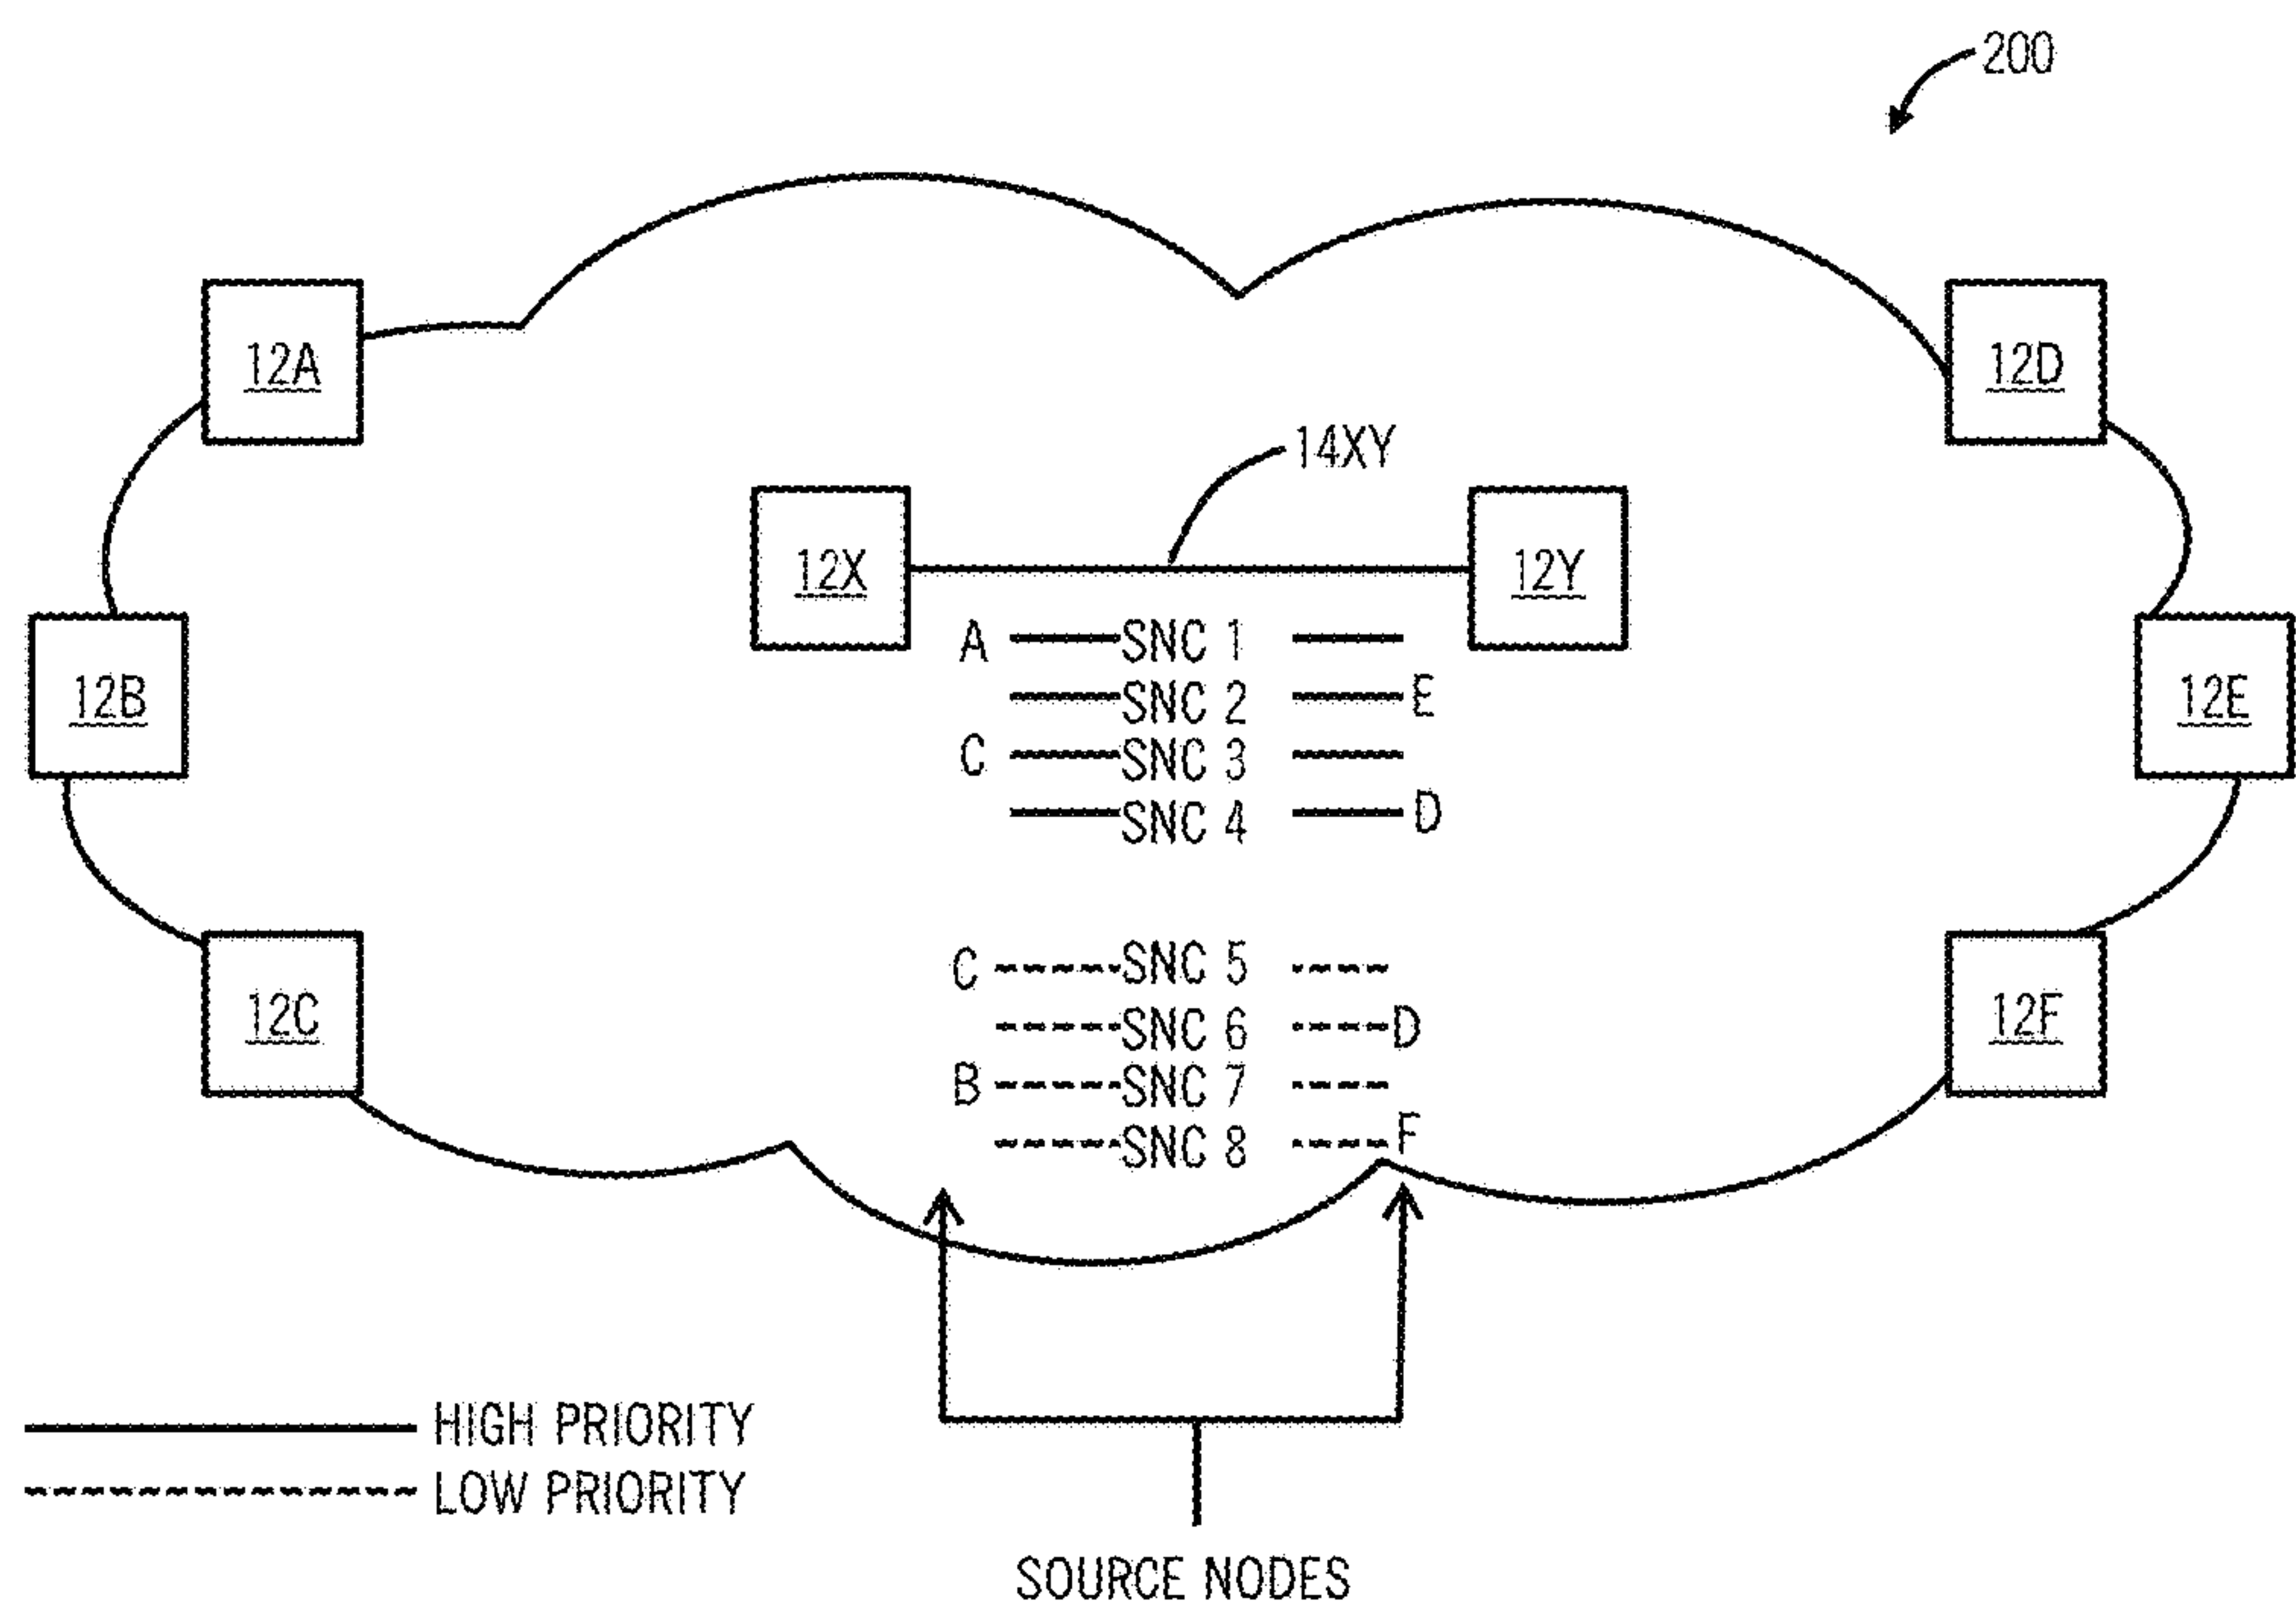 200
12A
12D
14XY
12X
12Y
A SNC 1
12B
SNC 2 E
12E
C SNC 3
SNC 4 D
C SNC 5
12C
SNC 6 D
12F
B SNC 7
SNC 8 F
HIGH PRIORITY
LOW PRIORITY
SOURCE NODES